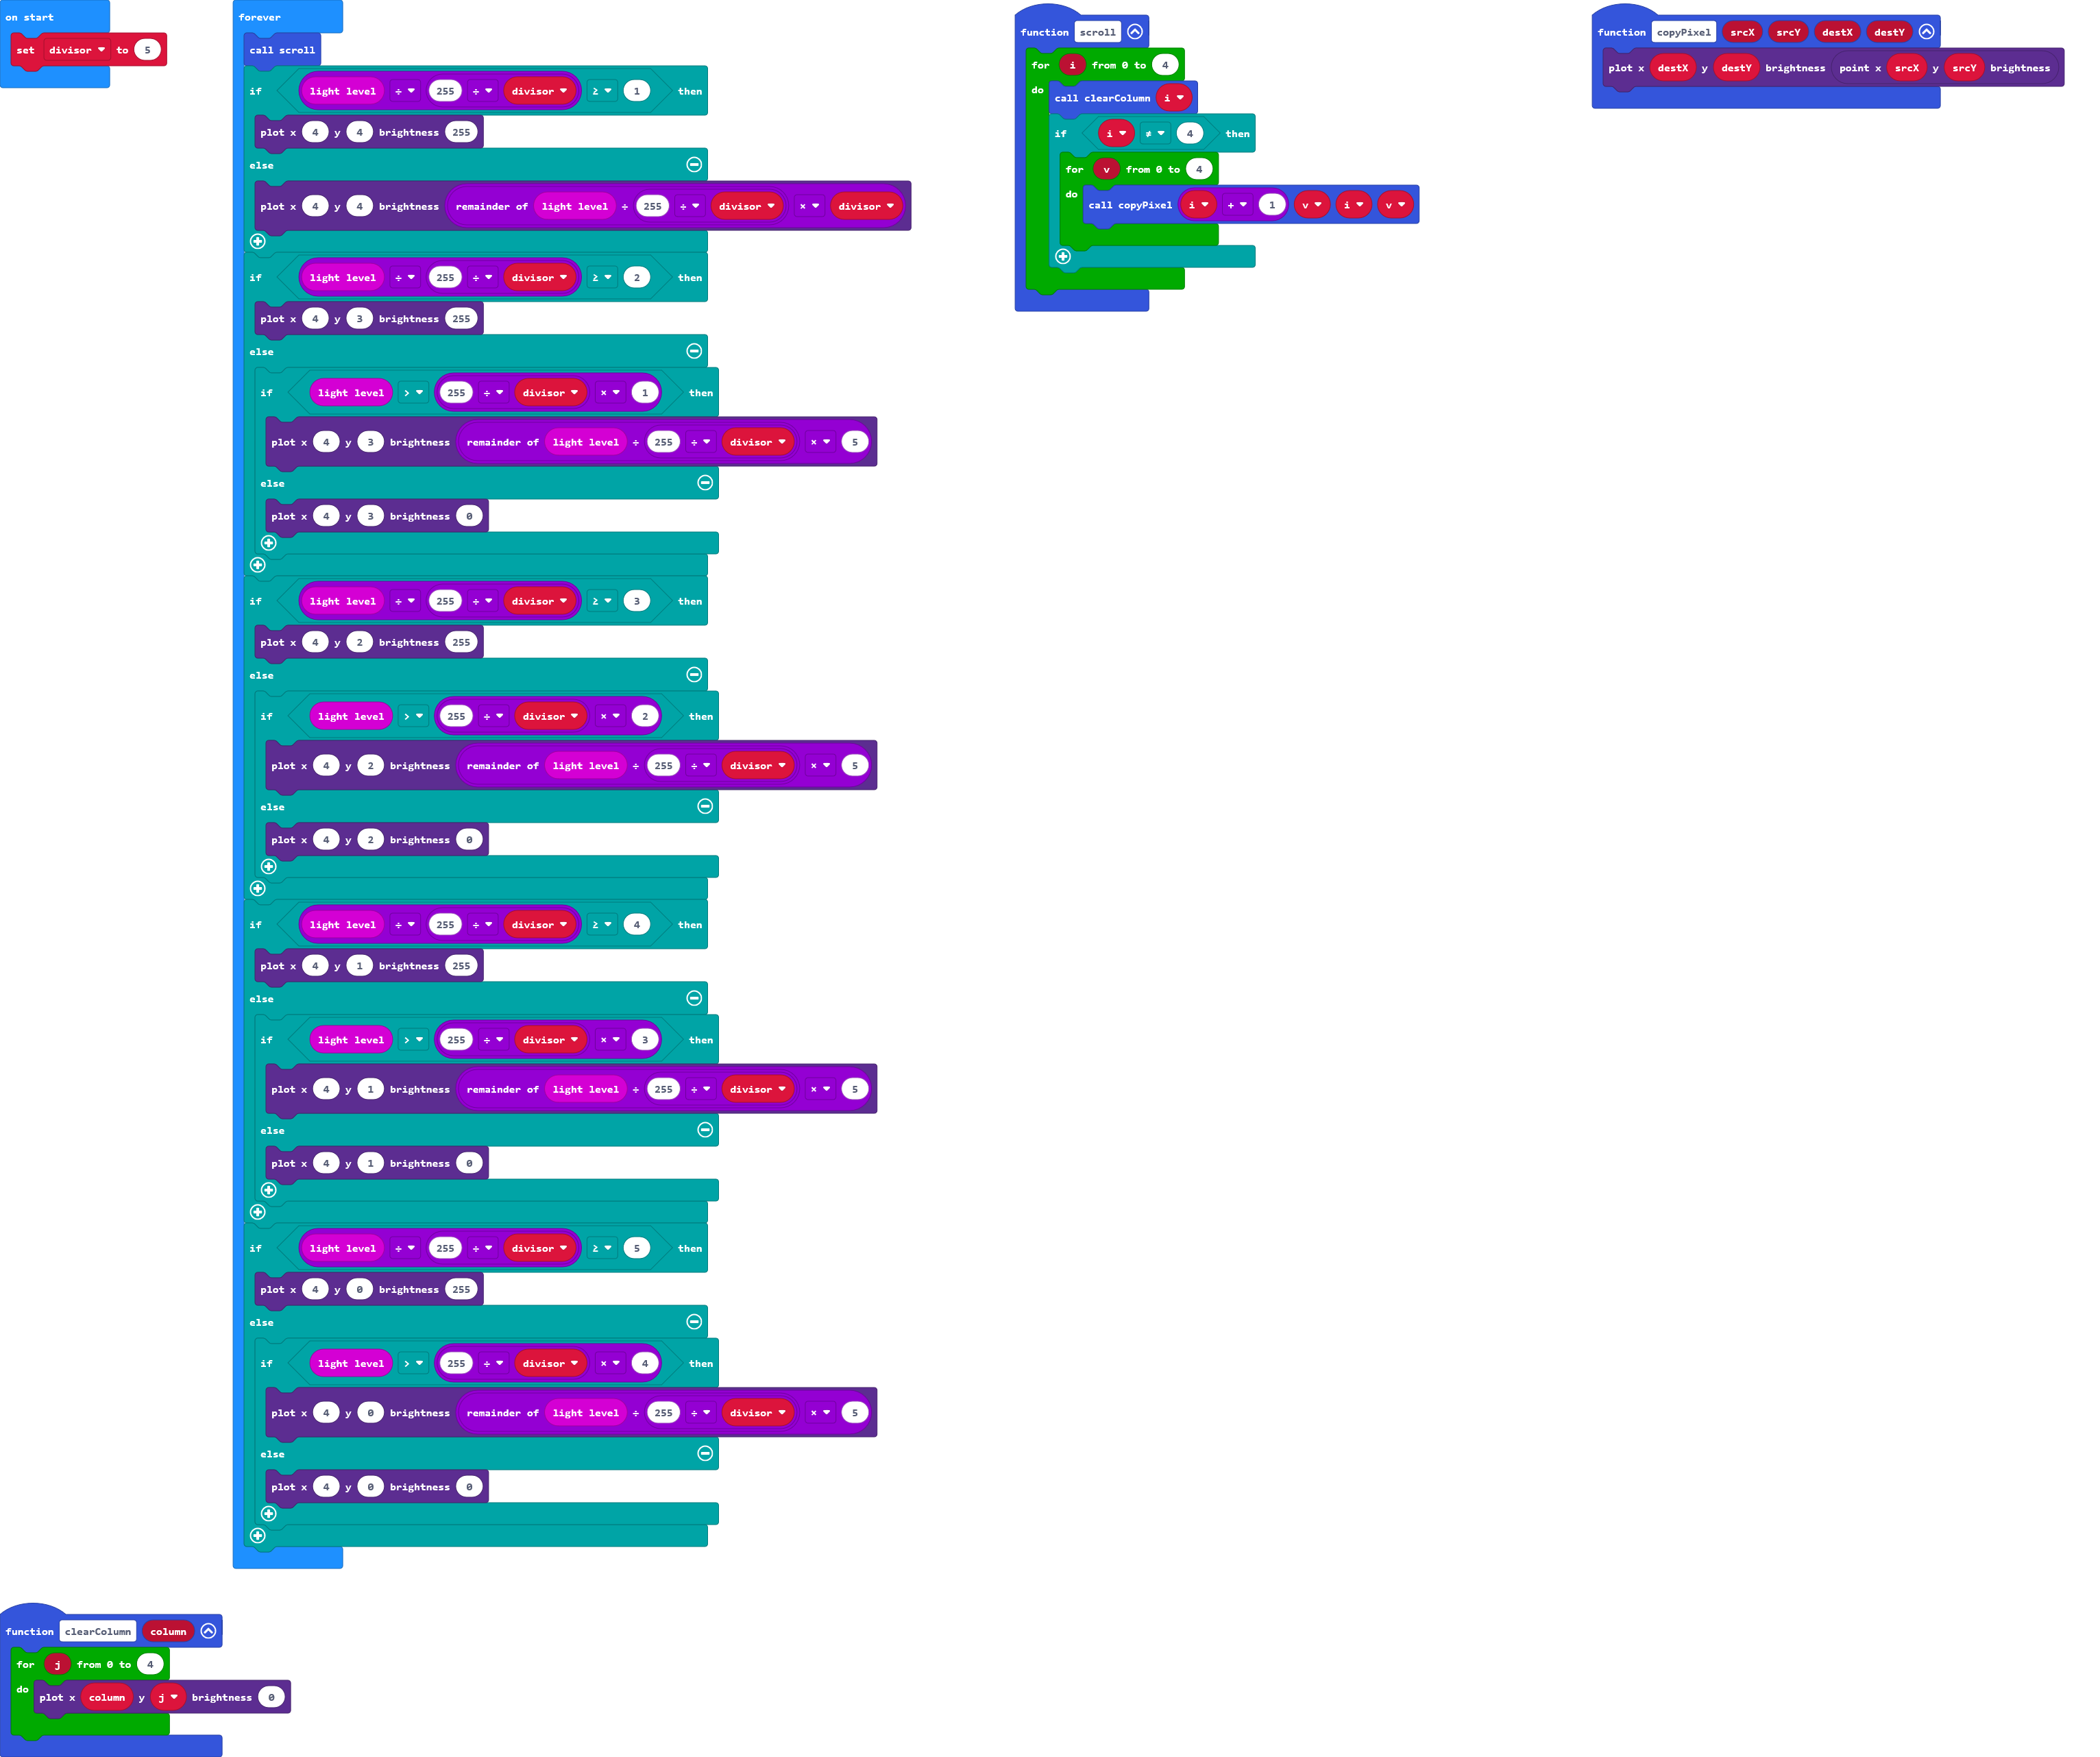 on start
set divisor to 5
forever
call scroll
if light level ÷ 255 ÷ divisor ≥ 1 then
plot x 4 y 4 brightness 255
else
plot x 4 y 4 brightness remainder of light level ÷ 255 ÷ divisor × divisor
if light level ÷ 255 ÷ divisor ≥ 2 then
plot x 4 y 3 brightness 255
else
if light level > 255 ÷ divisor × 1 then
plot x 4 y 3 brightness remainder of light level ÷ 255 ÷ divisor × 5
else
plot x 4 y 3 brightness 0
if light level ÷ 255 ÷ divisor ≥ 3 then
plot x 4 y 2 brightness 255
else
if light level > 255 ÷ divisor × 2 then
plot x 4 y 2 brightness remainder of light level ÷ 255 ÷ divisor × 5
else
plot x 4 y 2 brightness 0
if light level ÷ 255 ÷ divisor ≥ 4 then
plot x 4 y 1 brightness 255
else
if light level > 255 ÷ divisor × 3 then
plot x 4 y 1 brightness remainder of light level ÷ 255 ÷ divisor × 5
else
plot x 4 y 1 brightness 0
if light level ÷ 255 ÷ divisor ≥ 5 then
plot x 4 y 0 brightness 255
else
if light level > 255 ÷ divisor × 4 then
plot x 4 y 0 brightness remainder of light level ÷ 255 ÷ divisor × 5
else
plot x 4 y 0 brightness 0
function scroll
for i from 0 to 4
do
call clearColumn i
if i ≠ 4 then
for v from 0 to 4
do
call copyPixel i + 1 v i v
function copyPixel srcX srcY destX destY
plot x destX y destY brightness point x srcX y srcY brightness
function clearColumn column
for j from 0 to 4
do
plot x column y j brightness 0